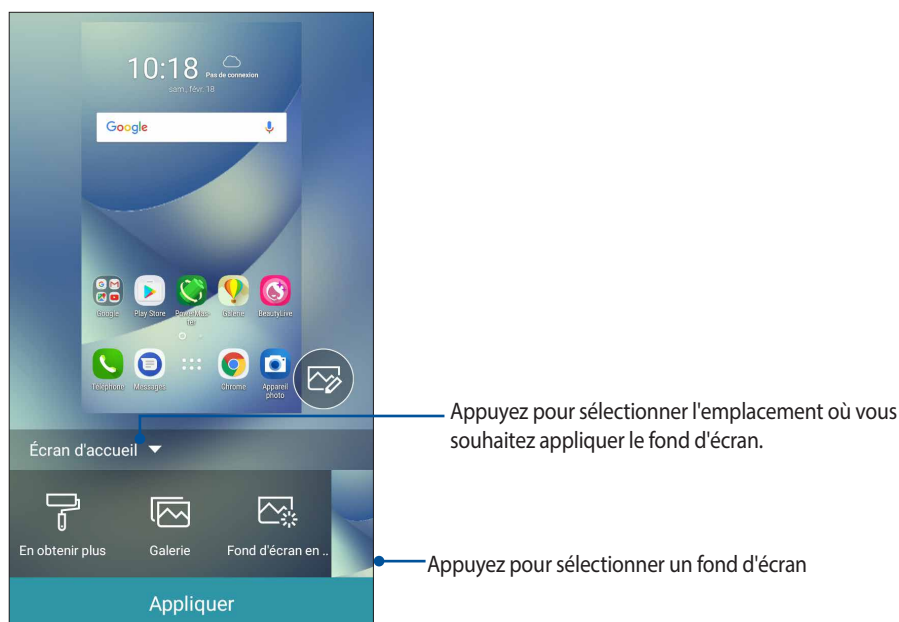 10:18 Pas de connexion
sam., févr. 18
Google
Google Play Store PowerMas- Galerie BeautyLive
ter
Téléphone Messages Chrome Appareil
photo
Appuyez pour sélectionner l'emplacement où vous
souhaitez appliquer le fond d'écran.
Écran d'accueil
En obtenir plus Galerie Fond d'écran en ..
Appuyez pour sélectionner un fond d'écran
Appliquer